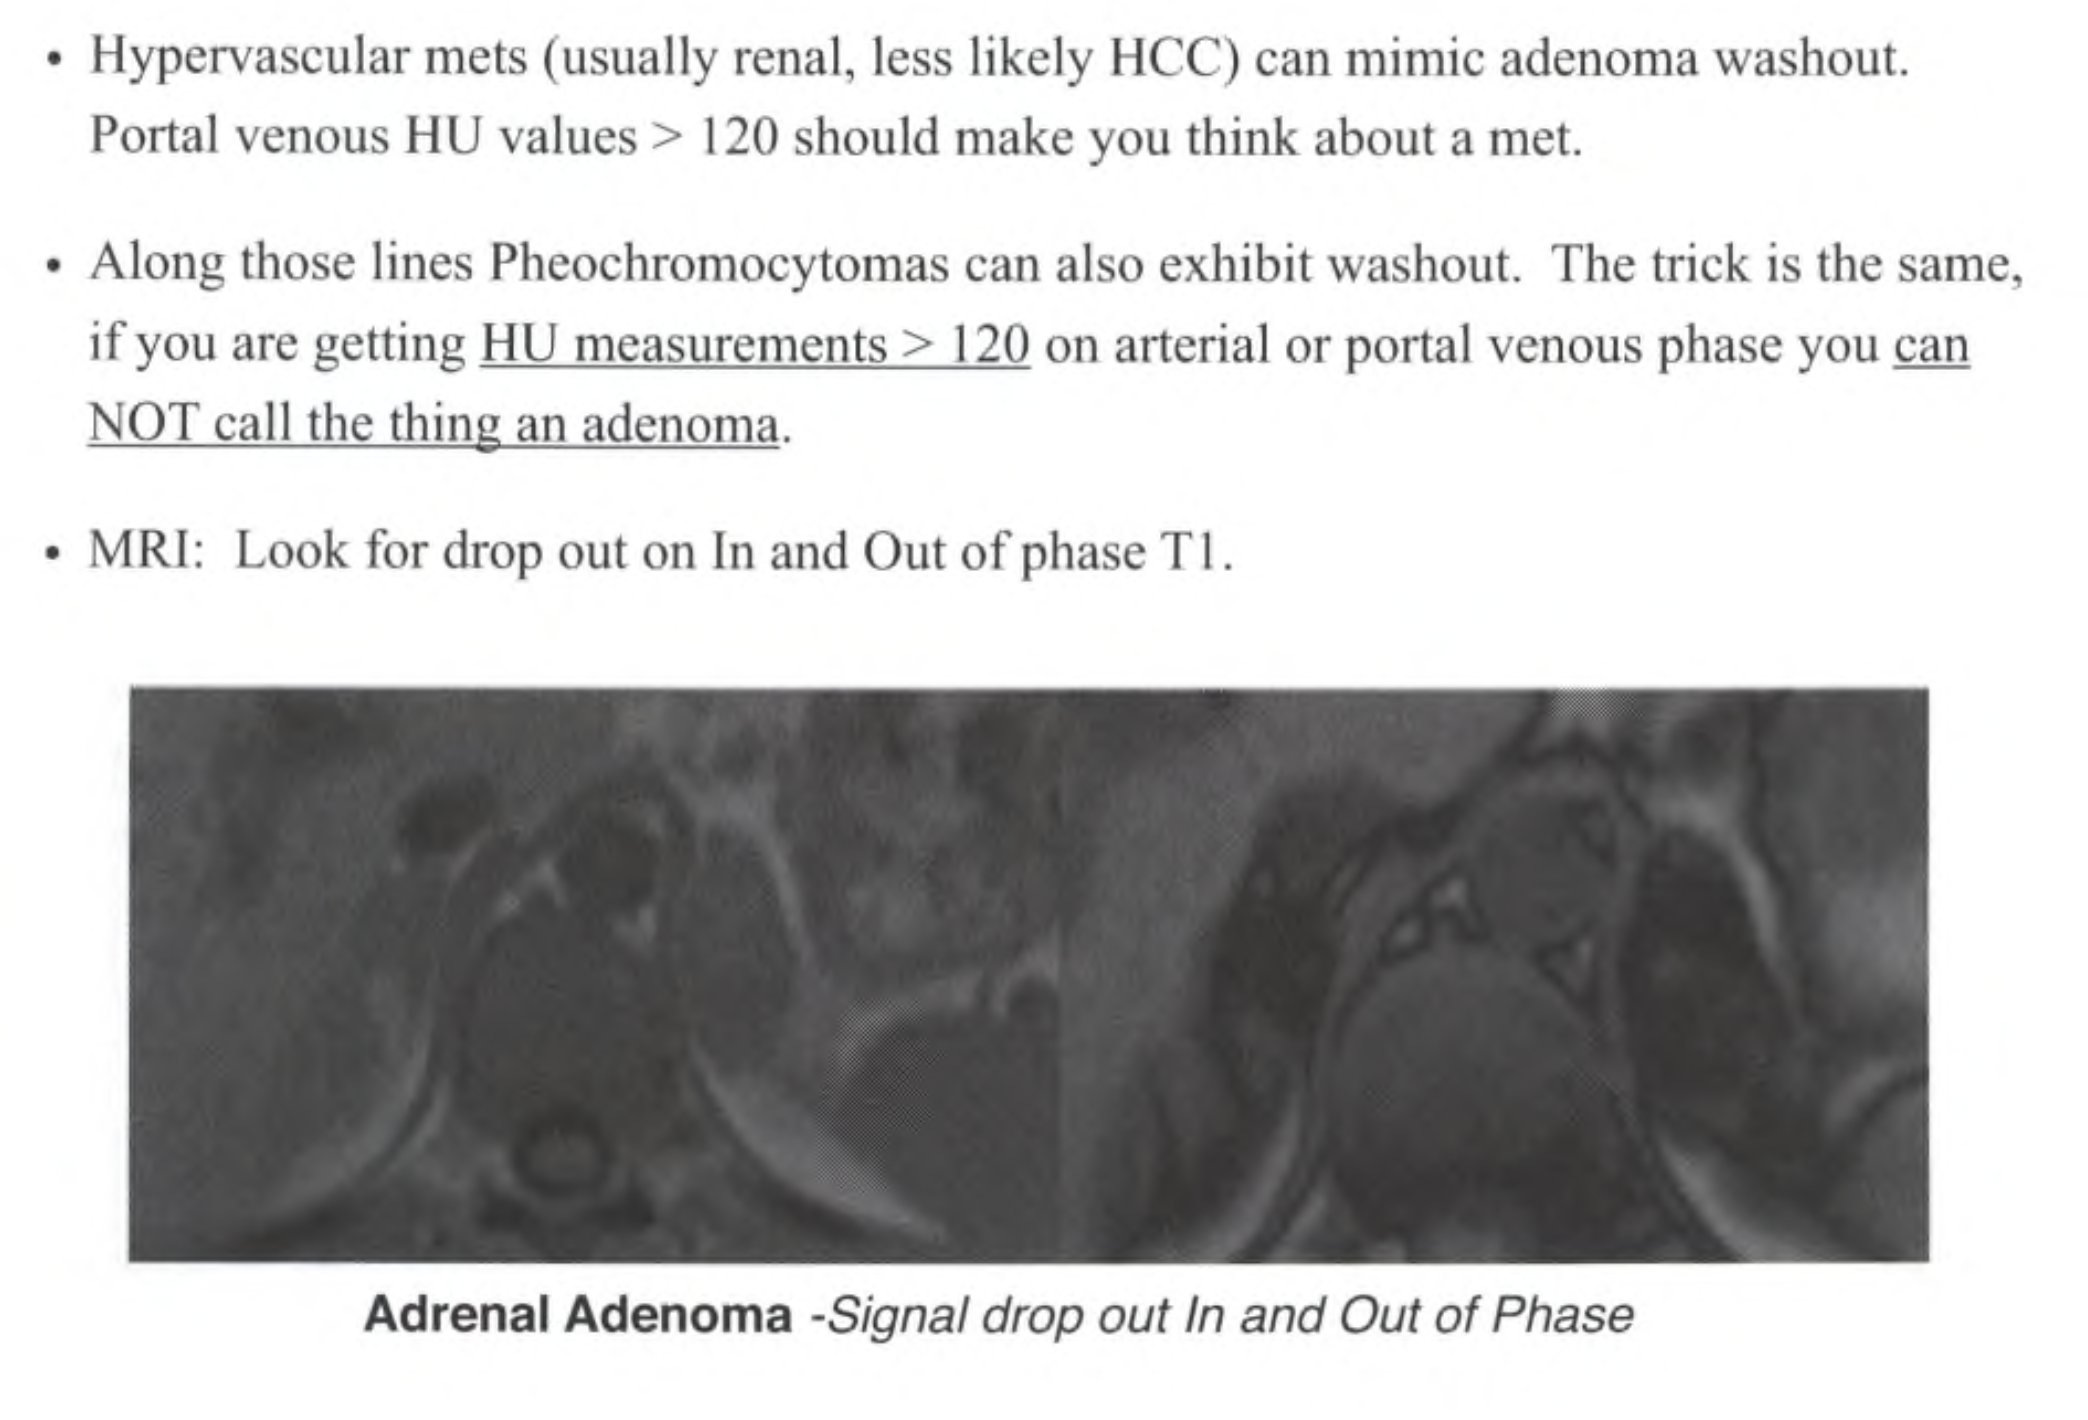 • Hypervascular mets (usually renal, less likely HCC) can mimic adenoma washout.
Portal venous HU values > 120 should make you think about a met.
• Along those lines Pheochromocytomas can also exhibit washout. The trick is the same,
if you are getting HU measurements > 120 on arterial or portal venous phase you can
NOT call the thing an adenoma.
• MRI: Look for drop out on In and Out of phase T1.
Adrenal Adenoma -Signal drop out In and Out of Phase